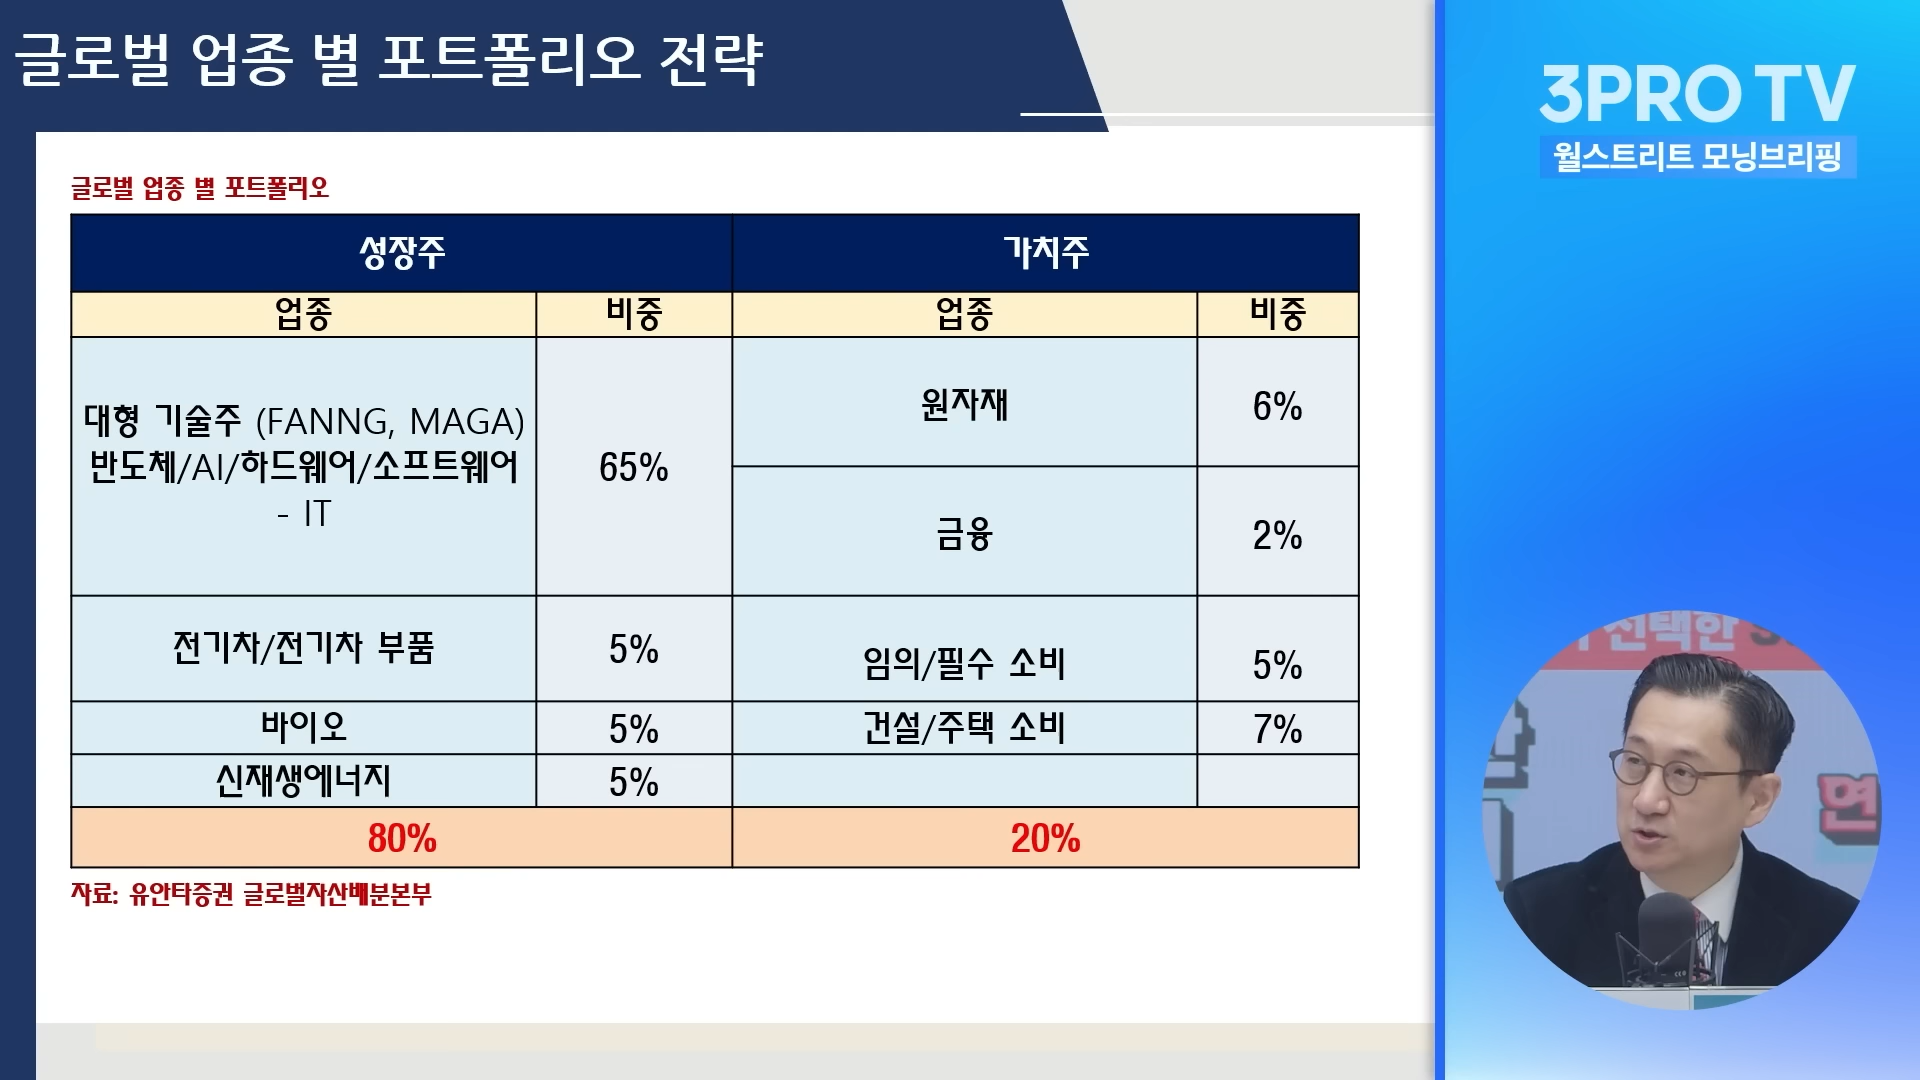 글로벌 업종 별 포트폴리오 전략
3PRO TV
월스트리트 모닝브리핑
글로벌 업종 별 포트폴리오
성장주 가치주
업종 비중 업종 비중
대형 기술주 (FANNG, MAGA)
반도체/AI/하드웨어/소프트웨어
- IT
65%
원자재 6%
금융 2%
전기차/전기차 부품 5%
임의/필수 소비 5%
바이오 5% 건설/주택 소비 7%
신재생에너지 5%
80% 20%
자료: 유안타증권 글로벌자산배분본부
선택한
연